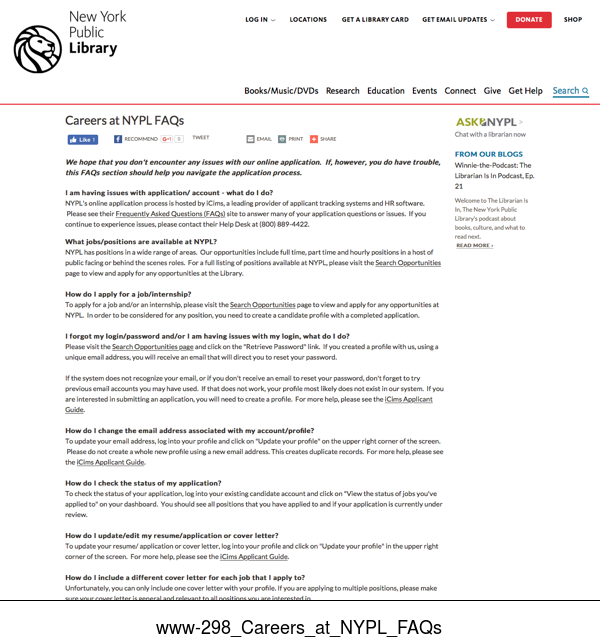 New York
Public
Library
LOG IN
LOCATIONS
GET A LIBRARY CARD
GET EMAIL UPDATES
DONATE
SHOP
Books/Music/DVDs Research Education Events Connect Give Get Help Search
Careers at NYPL FAQs
Like 1
RECOMMEND
G+1 0
TWEET
EMAIL
PRINT
SHARE
We hope that you don't encounter any issues with our online application. If, however, you do have trouble,
this FAQs section should help you navigate the application process.
I am having issues with application/ account - what do I do?
NYPL's online application process is hosted by iCims, a leading provider of applicant tracking systems and HR software.
Please see their Frequently Asked Questions (FAQs) site to answer many of your application questions or issues. If you
continue to experience issues, please contact their Help Desk at (800) 889-4422.
What jobs/positions are available at NYPL?
NYPL has positions in a wide range of areas. Our opportunities include full time, part time and hourly positions in a host of
public facing or behind the scenes roles. For a full listing of positions available at NYPL, please visit the Search Opportunities
page to view and apply for any opportunities at the Library.
How do I apply for a job/internship?
To apply for a job and/or an internship, please visit the Search Opportunities page to view and apply for any opportunities at
NYPL. In order to be considered for any position, you need to create a candidate profile with a completed application.
I forgot my login/password and/or I am having issues with my login, what do I do?
Please visit the Search Opportunities page and click on the "Retrieve Password" link. If you created a profile with us, using a
unique email address, you will receive an email that will direct you to reset your password.
If the system does not recognize your email, or if you don't receive an email to reset your password, don't forget to try
previous email accounts you may have used. If that does not work, your profile most likely does not exist in our system. If you
are interested in submitting an application, you will need to create a profile. For more help, please see the iCims Applicant
Guide.
How do I change the email address associated with my account/profile?
To update your email address, log into your profile and click on "Update your profile" on the upper right corner of the screen.
Please do not create a whole new profile using a new email address. This creates duplicate records. For more help, please see
the iCims Applicant Guide.
How do I check the status of my application?
To check the status of your application, log into your existing candidate account and click on "View the status of jobs you've
applied to" on your dashboard. You should see all positions that you have applied to and if your application is currently under
review.
How do I update/edit my resume/application or cover letter?
To update your resume/ application or cover letter, log into your profile and click on "Update your profile" in the upper right
corner of the screen. For more help, please see the iCims Applicant Guide.
How do I include a different cover letter for each job that I apply to?
Unfortunately, you can only include one cover letter with your profile. If you are applying to multiple positions, please make
sure your cover letter is general and relevant to all positions you are interested in.
ASK NYPL >
Chat with a librarian now
FROM OUR BLOGS
Winnie-the-Podcast: The
Librarian Is In Podcast, Ep.
21
Welcome to The Librarian Is
In, The New York Public
Library's podcast about
books, culture, and what to
read next.
READ MORE ›
www-298_Careers_at_NYPL_FAQs